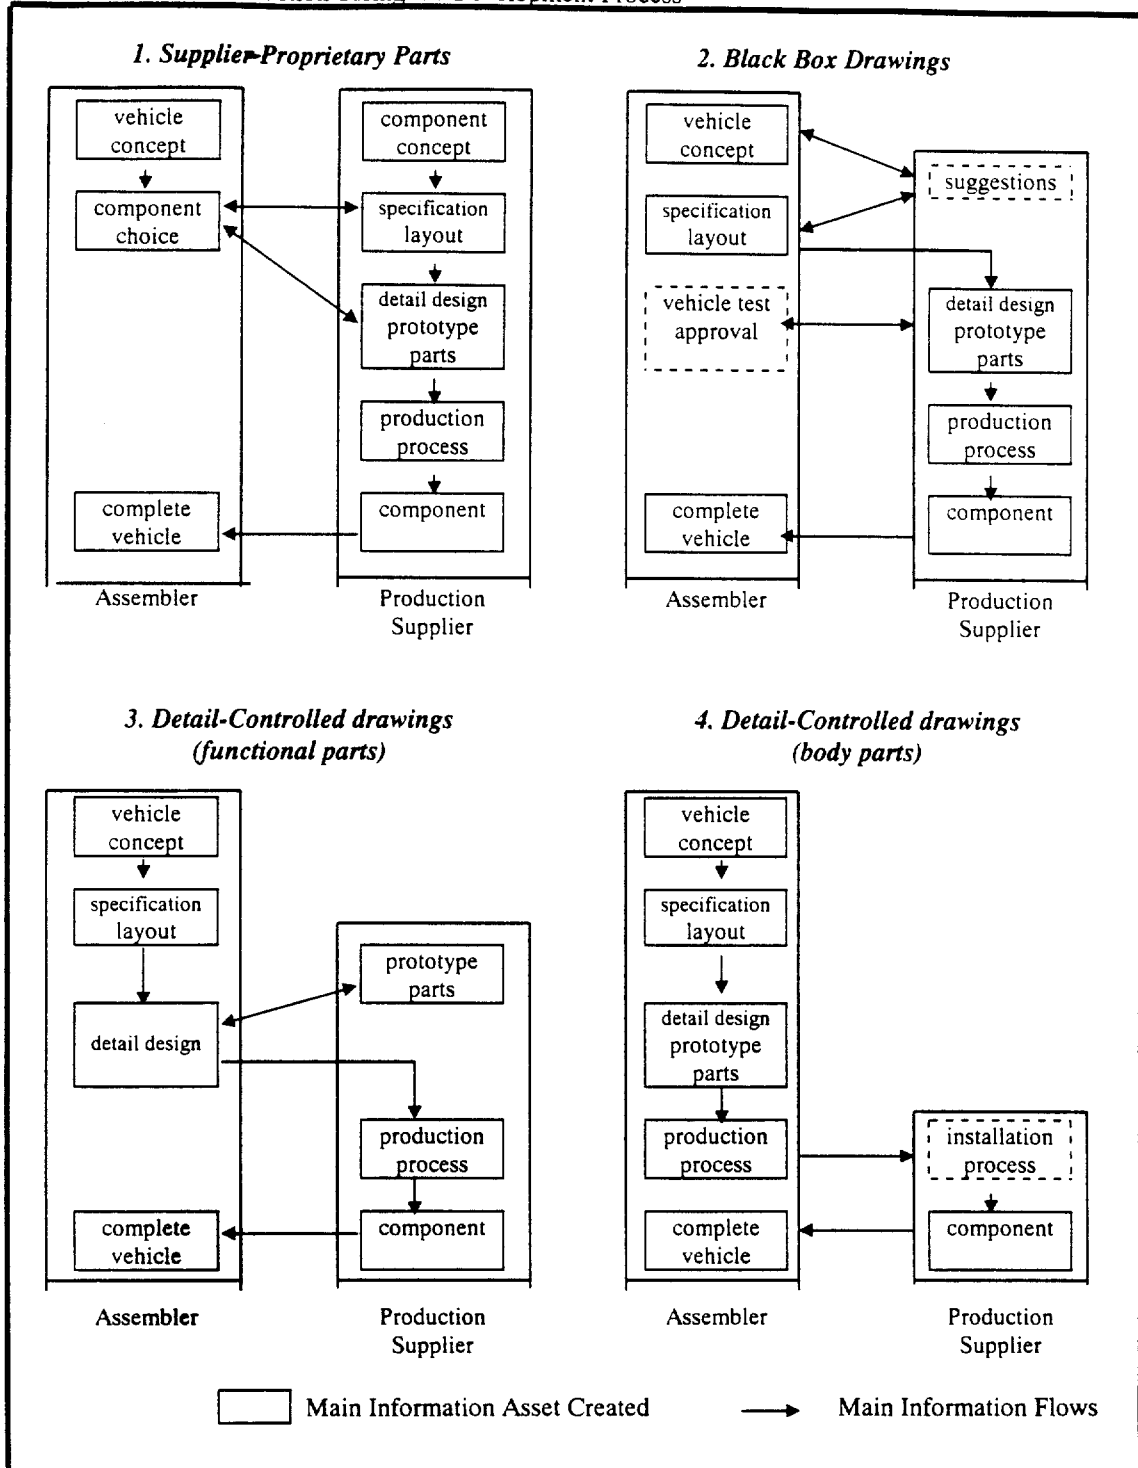 1. Supplier-Proprietary Parts
vehicle
concept
component
choice
complete
vehicle
Assembler
component
concept
specification
layout
detail design
prototype
parts
production
process
component
Production
Supplier
2. Black Box Drawings
vehicle
concept
specification
layout
vehicle test
approval
complete
vehicle
Assembler
suggestions
detail design
prototype
parts
production
process
component
Production
Supplier
3. Detail-Controlled drawings
(functional parts)
vehicle
concept
specification
layout
detail design
complete
vehicle
Assembler
prototype
parts
production
process
component
Production
Supplier
4. Detail-Controlled drawings
(body parts)
vehicle
concept
specification
layout
detail design
prototype
parts
production
process
complete
vehicle
Assembler
installation
process
component
Production
Supplier
Main Information Asset Created
Main Information Flows